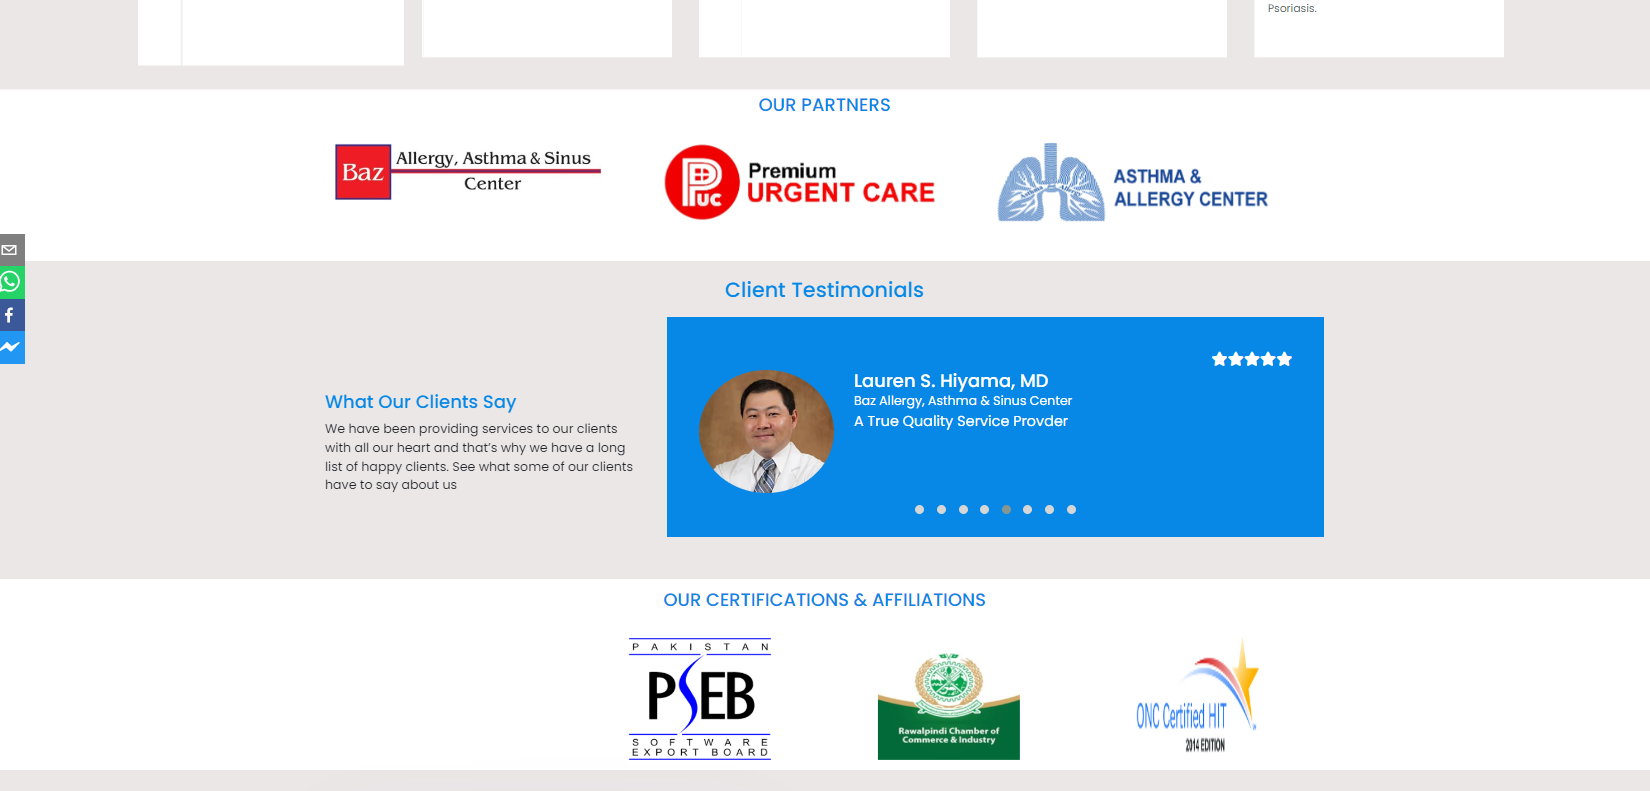 Psoriasis.
OUR PARTNERS
Baz
Allergy, Asthma & Sinus
Center
PUC
Premium
URGENT CARE
ASTHMA &
ALLERGY CENTER
Client Testimonials
What Our Clients Say
We have been providing services to our clients
with all our heart and that’s why we have a long
list of happy clients. See what some of our clients
have to say about us
Lauren S. Hiyama, MD
Baz Allergy, Asthma & Sinus Center
A True Quality Service Provder
OUR CERTIFICATIONS & AFFILIATIONS
PAKISTAN
PSEB
SOFTWARE
EXPORT BOARD
Rawalpindi Chamber of
Commerce & Industry
ONC Certified HIT
2014 EDITION